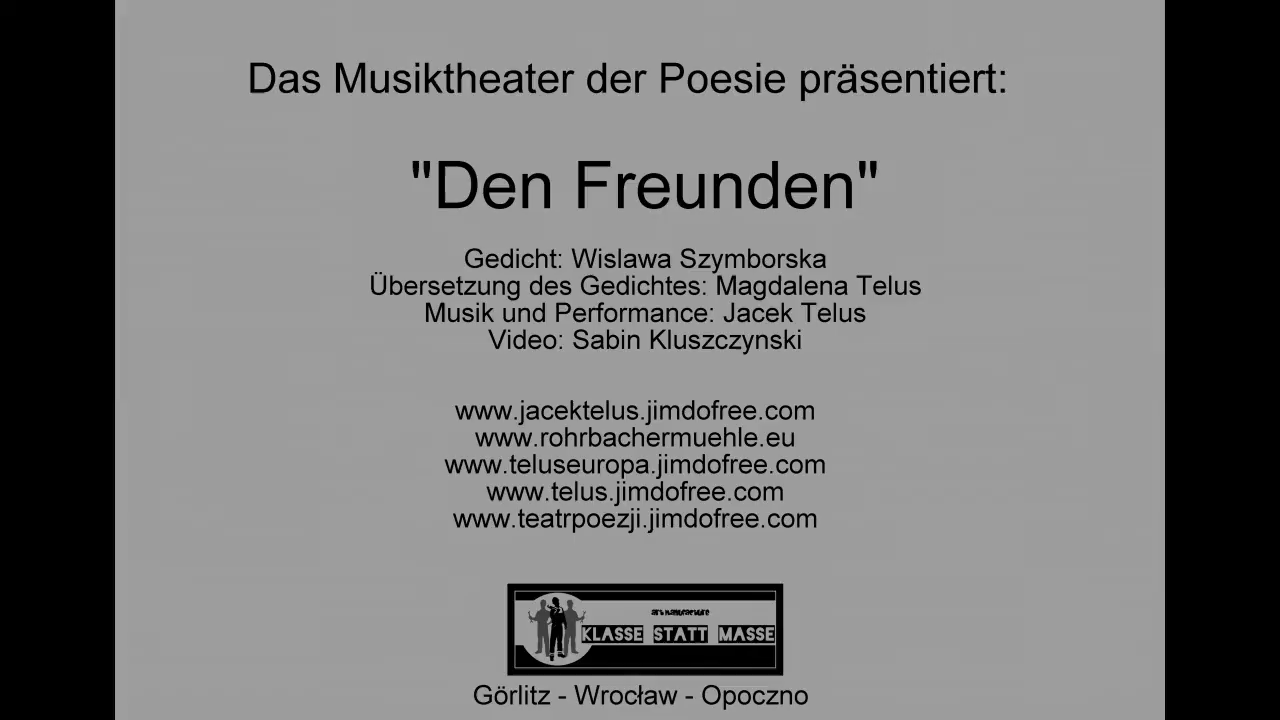 Das Musiktheater der Poesie präsentiert:
"Den Freunden"
Gedicht: Wislawa Szymborska
Übersetzung des Gedichtes: Magdalena Telus
Musik und Performance: Jacek Telus
Video: Sabin Kluszczynski
www.jacektelus.jimdofree.com
www.rohrbachermuehle.eu
www.teluseuropa.jimdofree.com
www.telus.jimdofree.com
www.teatrpoezji.jimdofree.com
art manufacture
KLASSE STATT MASSE
Görlitz - Wrocław - Opoczno